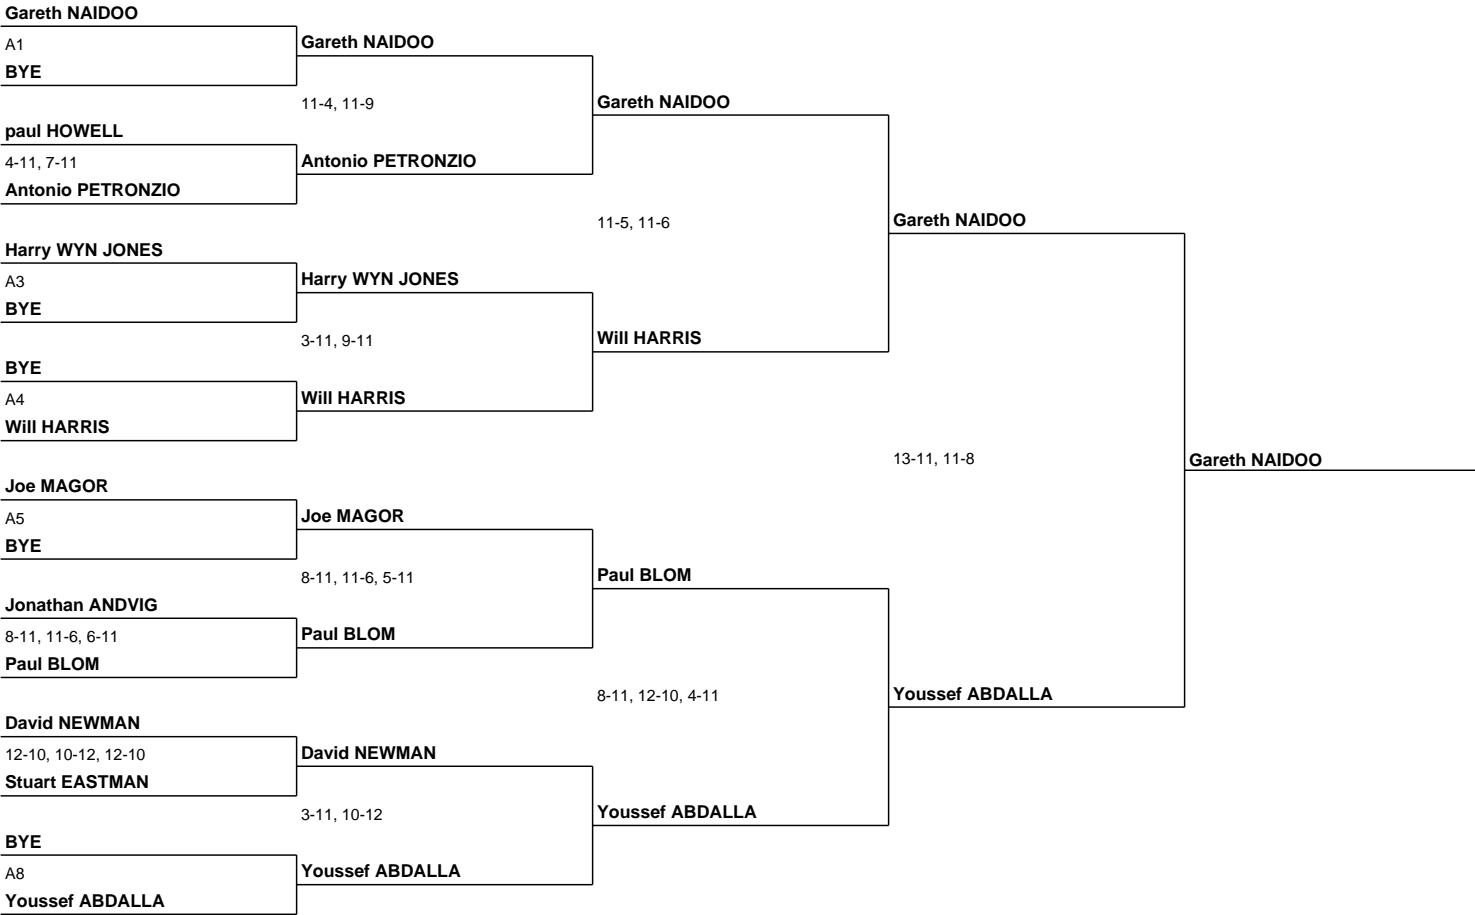 Gareth NAIDOO
A1
BYE
paul HOWELL
4-11, 7-11
Antonio PETRONZIO
Harry WYN JONES
A3
BYE
BYE
A4
Will HARRIS
Joe MAGOR
A5
BYE
Jonathan ANDVIG
8-11, 11-6, 6-11
Paul BLOM
David NEWMAN
12-10, 10-12, 12-10
Stuart EASTMAN
BYE
A8
Youssef ABDALLA
Gareth NAIDOO
11-4, 11-9
Antonio PETRONZIO
Harry WYN JONES
3-11, 9-11
Will HARRIS
Joe MAGOR
8-11, 11-6, 5-11
Paul BLOM
David NEWMAN
3-11, 10-12
Youssef ABDALLA
Gareth NAIDOO
11-5, 11-6
Will HARRIS
Paul BLOM
8-11, 12-10, 4-11
Youssef ABDALLA
Gareth NAIDOO
13-11, 11-8
Youssef ABDALLA
Gareth NAIDOO